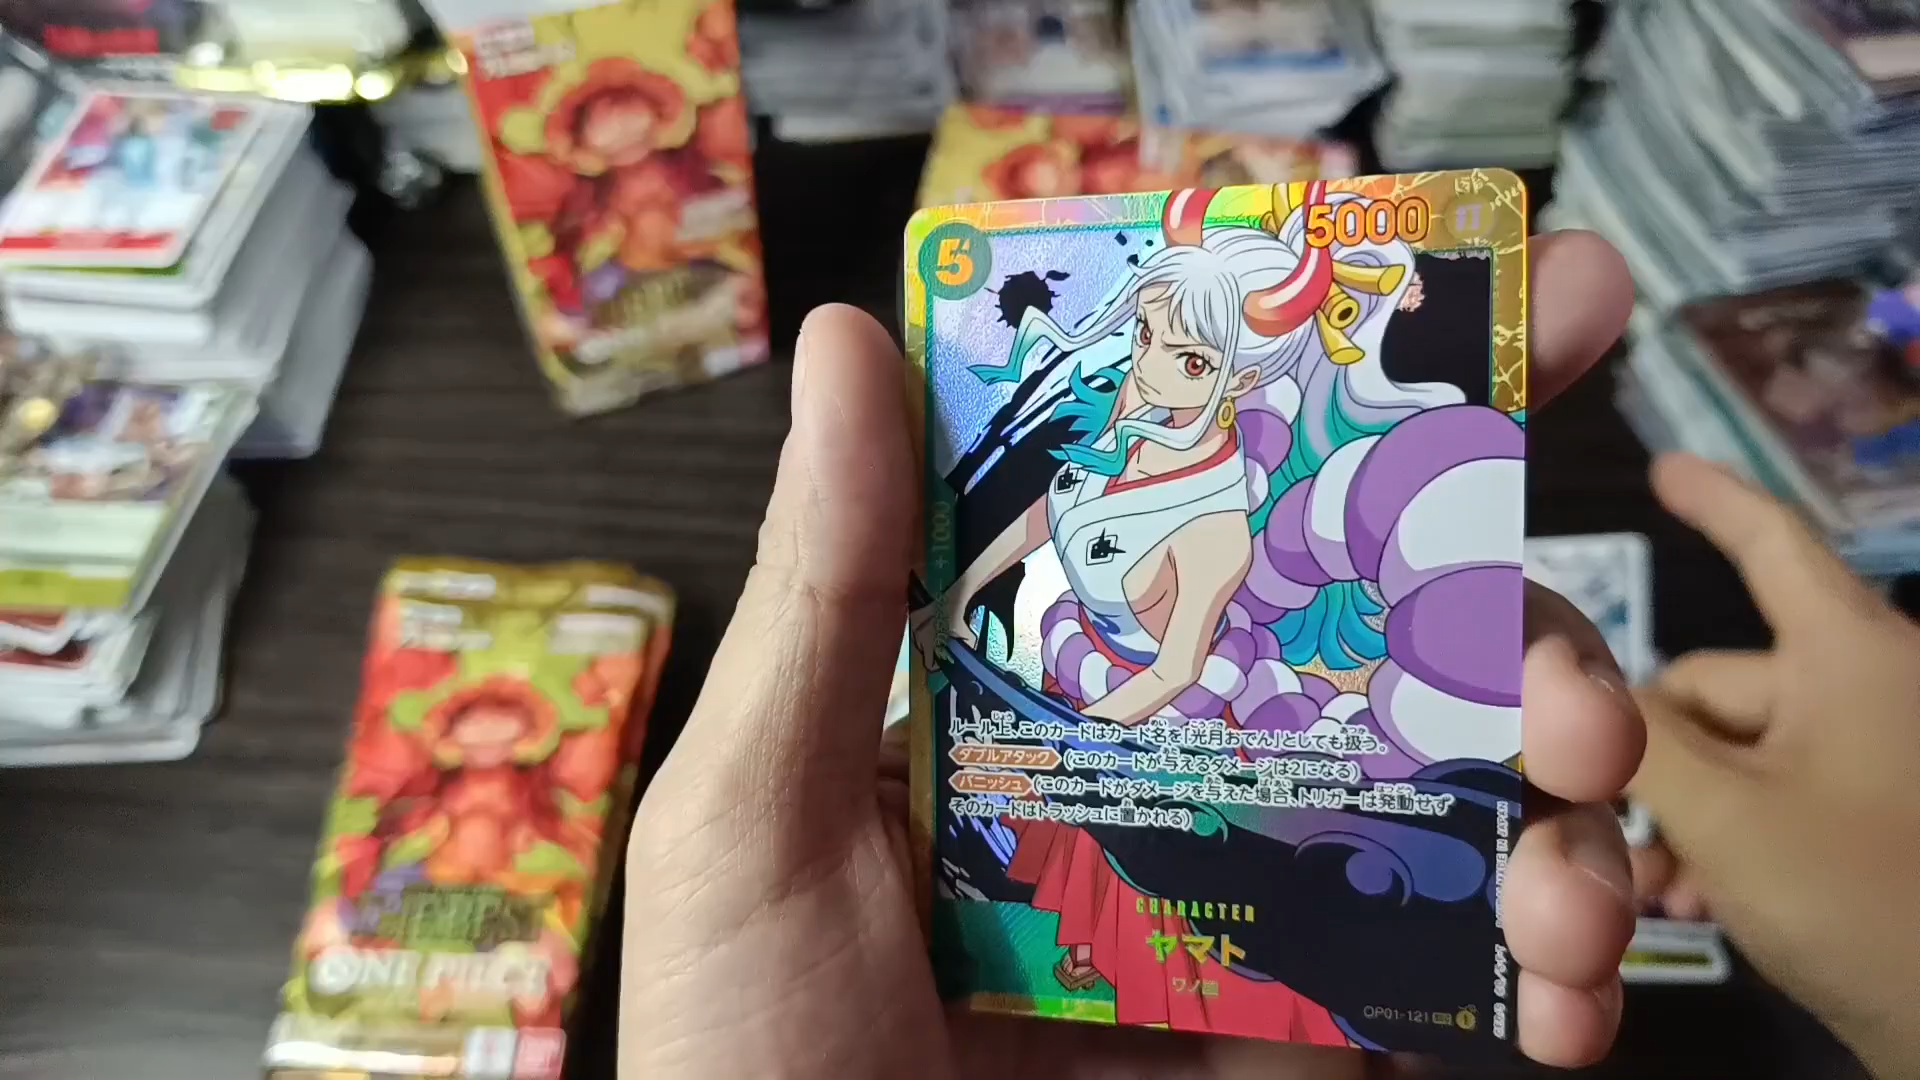 5
5000
+1000
ルール上、このカードはカード名を「光月おでん」としても扱う。
ダブルアタック (このカードが与えるダメージは2になる)
バニッシュ (このカードがダメージを与えた場合、トリガーは発動せず
そのカードはトラッシュに置かれる)
CHARACTER
ヤマト
ワノ国
OP01-121
ONE PIECE